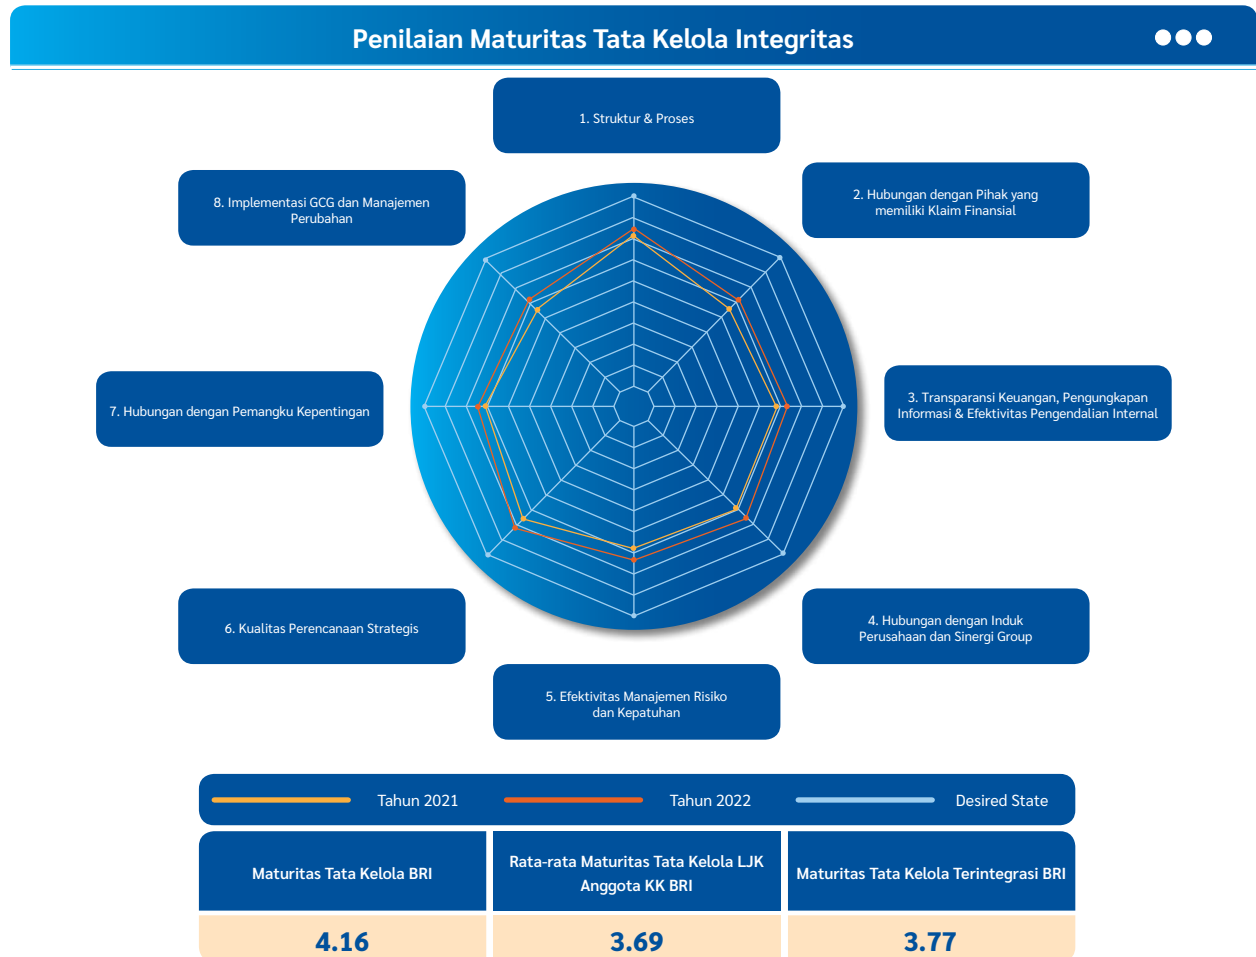 Penilaian Maturitas Tata Kelola Integritas
1. Struktur & Proses
2. Hubungan dengan Pihak yang
memiliki Klaim Finansial
3. Transparansi Keuangan, Pengungkapan
Informasi & Efektivitas Pengendalian Internal
4. Hubungan dengan Induk
Perusahaan dan Sinergi Group
5. Efektivitas Manajemen Risiko
dan Kepatuhan
6. Kualitas Perencanaan Strategis
7. Hubungan dengan Pemangku Kepentingan
8. Implementasi GCG dan Manajemen
Perubahan
Tahun 2021
Tahun 2022
Desired State
Maturitas Tata Kelola BRI
Rata-rata Maturitas Tata Kelola LJK
Anggota KK BRI
Maturitas Tata Kelola Terintegrasi BRI
4.16
3.69
3.77